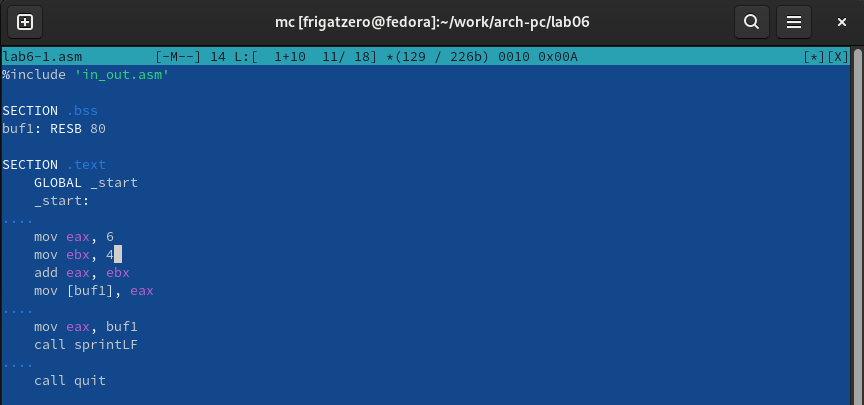 mc [frigatzero@fedora]:~/work/arch-pc/lab06
lab6-1.asm         [-M--] 14 L:[  1+10  11/ 18] *(129 / 226b) 0010 0x00A                            [*][X]
%include 'in_out.asm'

SECTION .bss
buf1: RESB 80

SECTION .text
    GLOBAL _start
    _start:
....
    mov eax, 6
    mov ebx, 4
    add eax, ebx
    mov [buf1], eax
....
    mov eax, buf1
    call sprintLF
....
    call quit